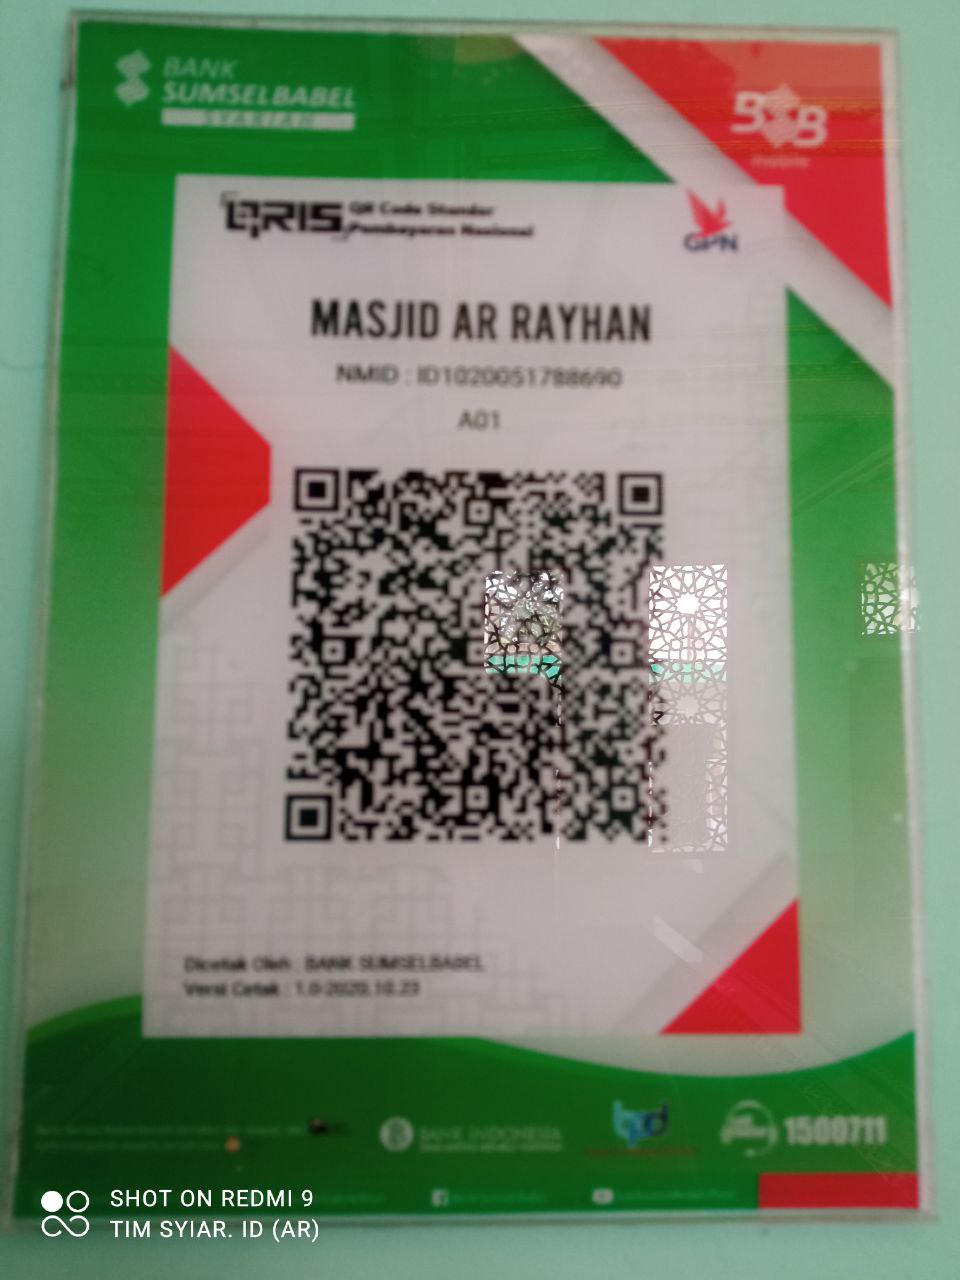 BANK
SUMSELBABEL
SYARIAH
BSB
mobile
QRIS QR Code Standar
Pembayaran Nasional
GPN
MASJID AR RAYHAN
NMID : ID1020051788690
A01
Dicetak Oleh : BANK SUMSELBABEL
Versi Cetak : 1.0-2020.10.23
BANK INDONESIA
1500711
SHOT ON REDMI 9
TIM SYIAR. ID (AR)